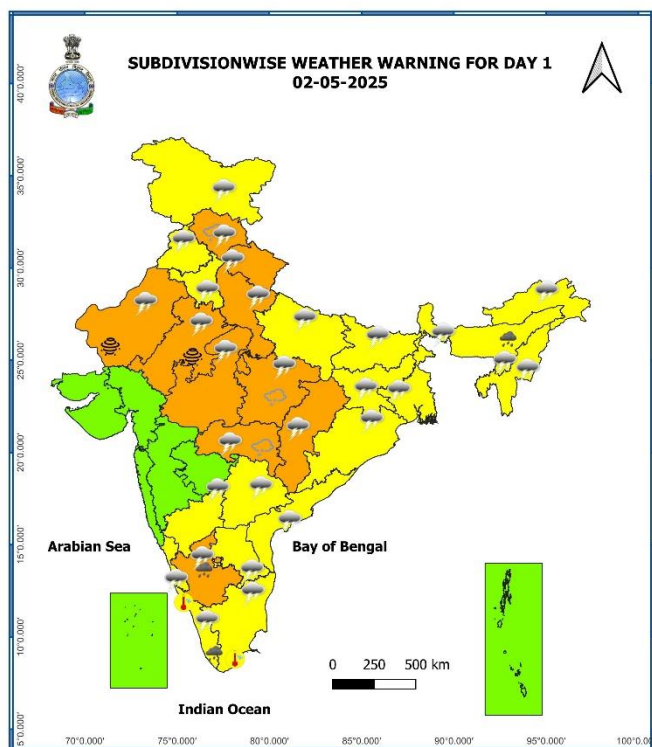 SUBDIVISIONWISE WEATHER WARNING FOR DAY 1
02-05-2025
40°0.000'
35°0.000'
30°0.000'
25°0.000'
20°0.000'
15°0.000'
10°0.000'
5°0.000'
Arabian Sea
Bay of Bengal
0 250 500 km
Indian Ocean
70°0.000' 75°0.000' 80°0.000' 85°0.000' 90°0.000' 95°0.000' 100°0.000'